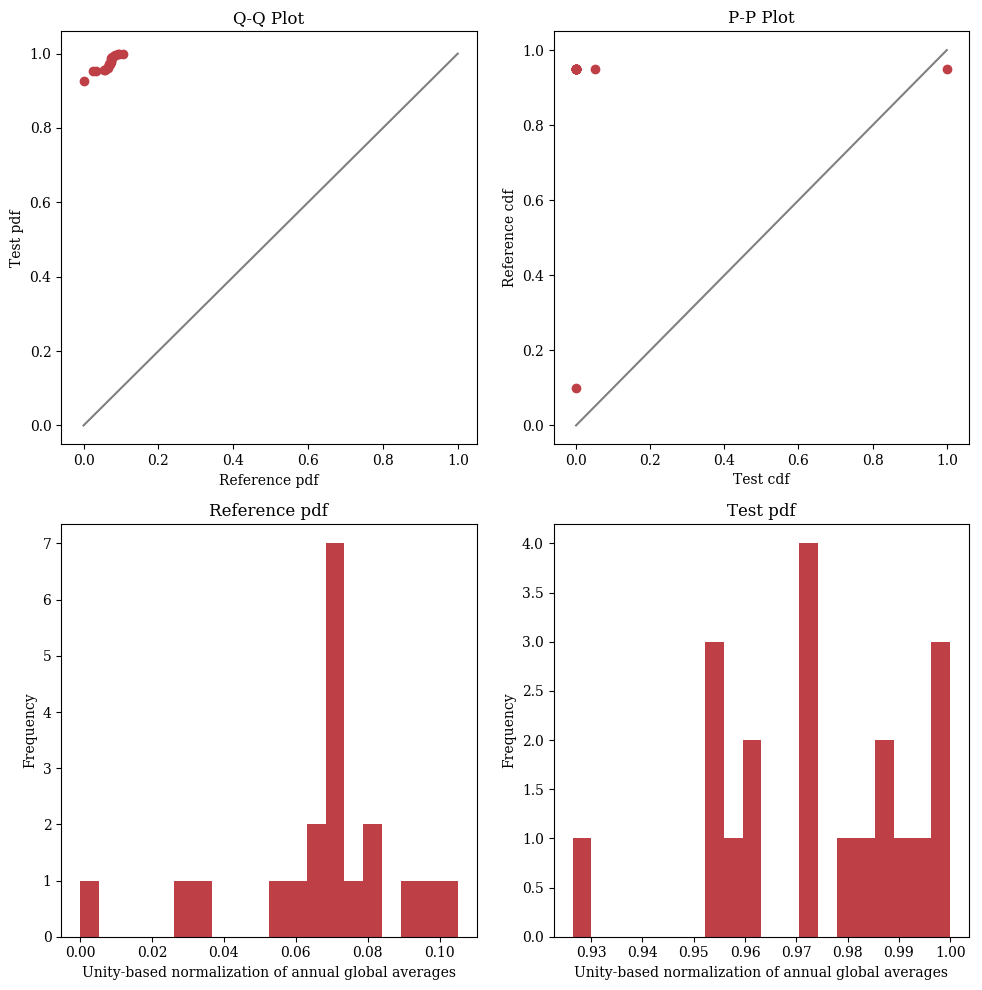 Q-Q Plot
Test pdf
1.0
0.8
0.6
0.4
0.2
0.0
0.0 0.2 0.4 0.6 0.8 1.0
Reference pdf
P-P Plot
Reference cdf
1.0
0.8
0.6
0.4
0.2
0.0
0.0 0.2 0.4 0.6 0.8 1.0
Test cdf
Reference pdf
Frequency
7
6
5
4
3
2
1
0
0.00 0.02 0.04 0.06 0.08 0.10
Unity-based normalization of annual global averages
Test pdf
Frequency
4.0
3.5
3.0
2.5
2.0
1.5
1.0
0.5
0.0
0.93 0.94 0.95 0.96 0.97 0.98 0.99 1.00
Unity-based normalization of annual global averages